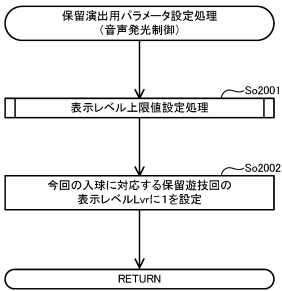 保留演出用パラメータ設定処理
（音声発光制御）
So2001
表示レベル上限値設定処理
So2002
今回の入球に対応する保留遊技回の
表示レベルLvrに1を設定
RETURN